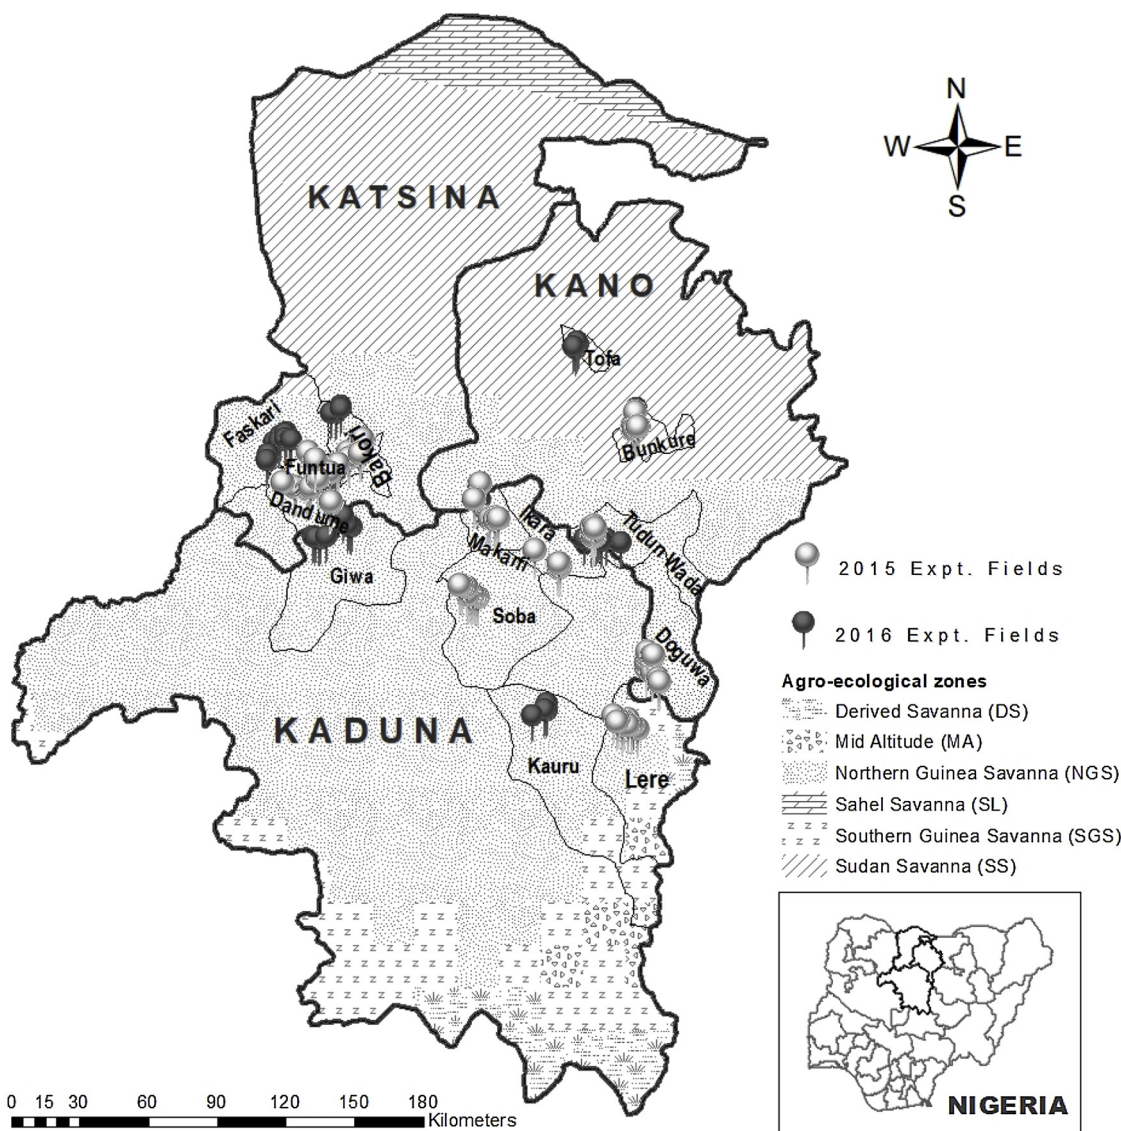 N
W E
S
KATSINA
KANO
Tofa
Bunkure
Faskari
Bakori
Funtua
Dandume
Giwa
Ikara
Makarfi
Tudun Wada
Soba
Doguwa
KADUNA
Kauru
Lere
2015 Expt. Fields
2016 Expt. Fields
Agro-ecological zones
Derived Savanna (DS)
Mid Altitude (MA)
Northern Guinea Savanna (NGS)
Sahel Savanna (SL)
Southern Guinea Savanna (SGS)
Sudan Savanna (SS)
NIGERIA
0 15 30 60 90 120 150 180
Kilometers